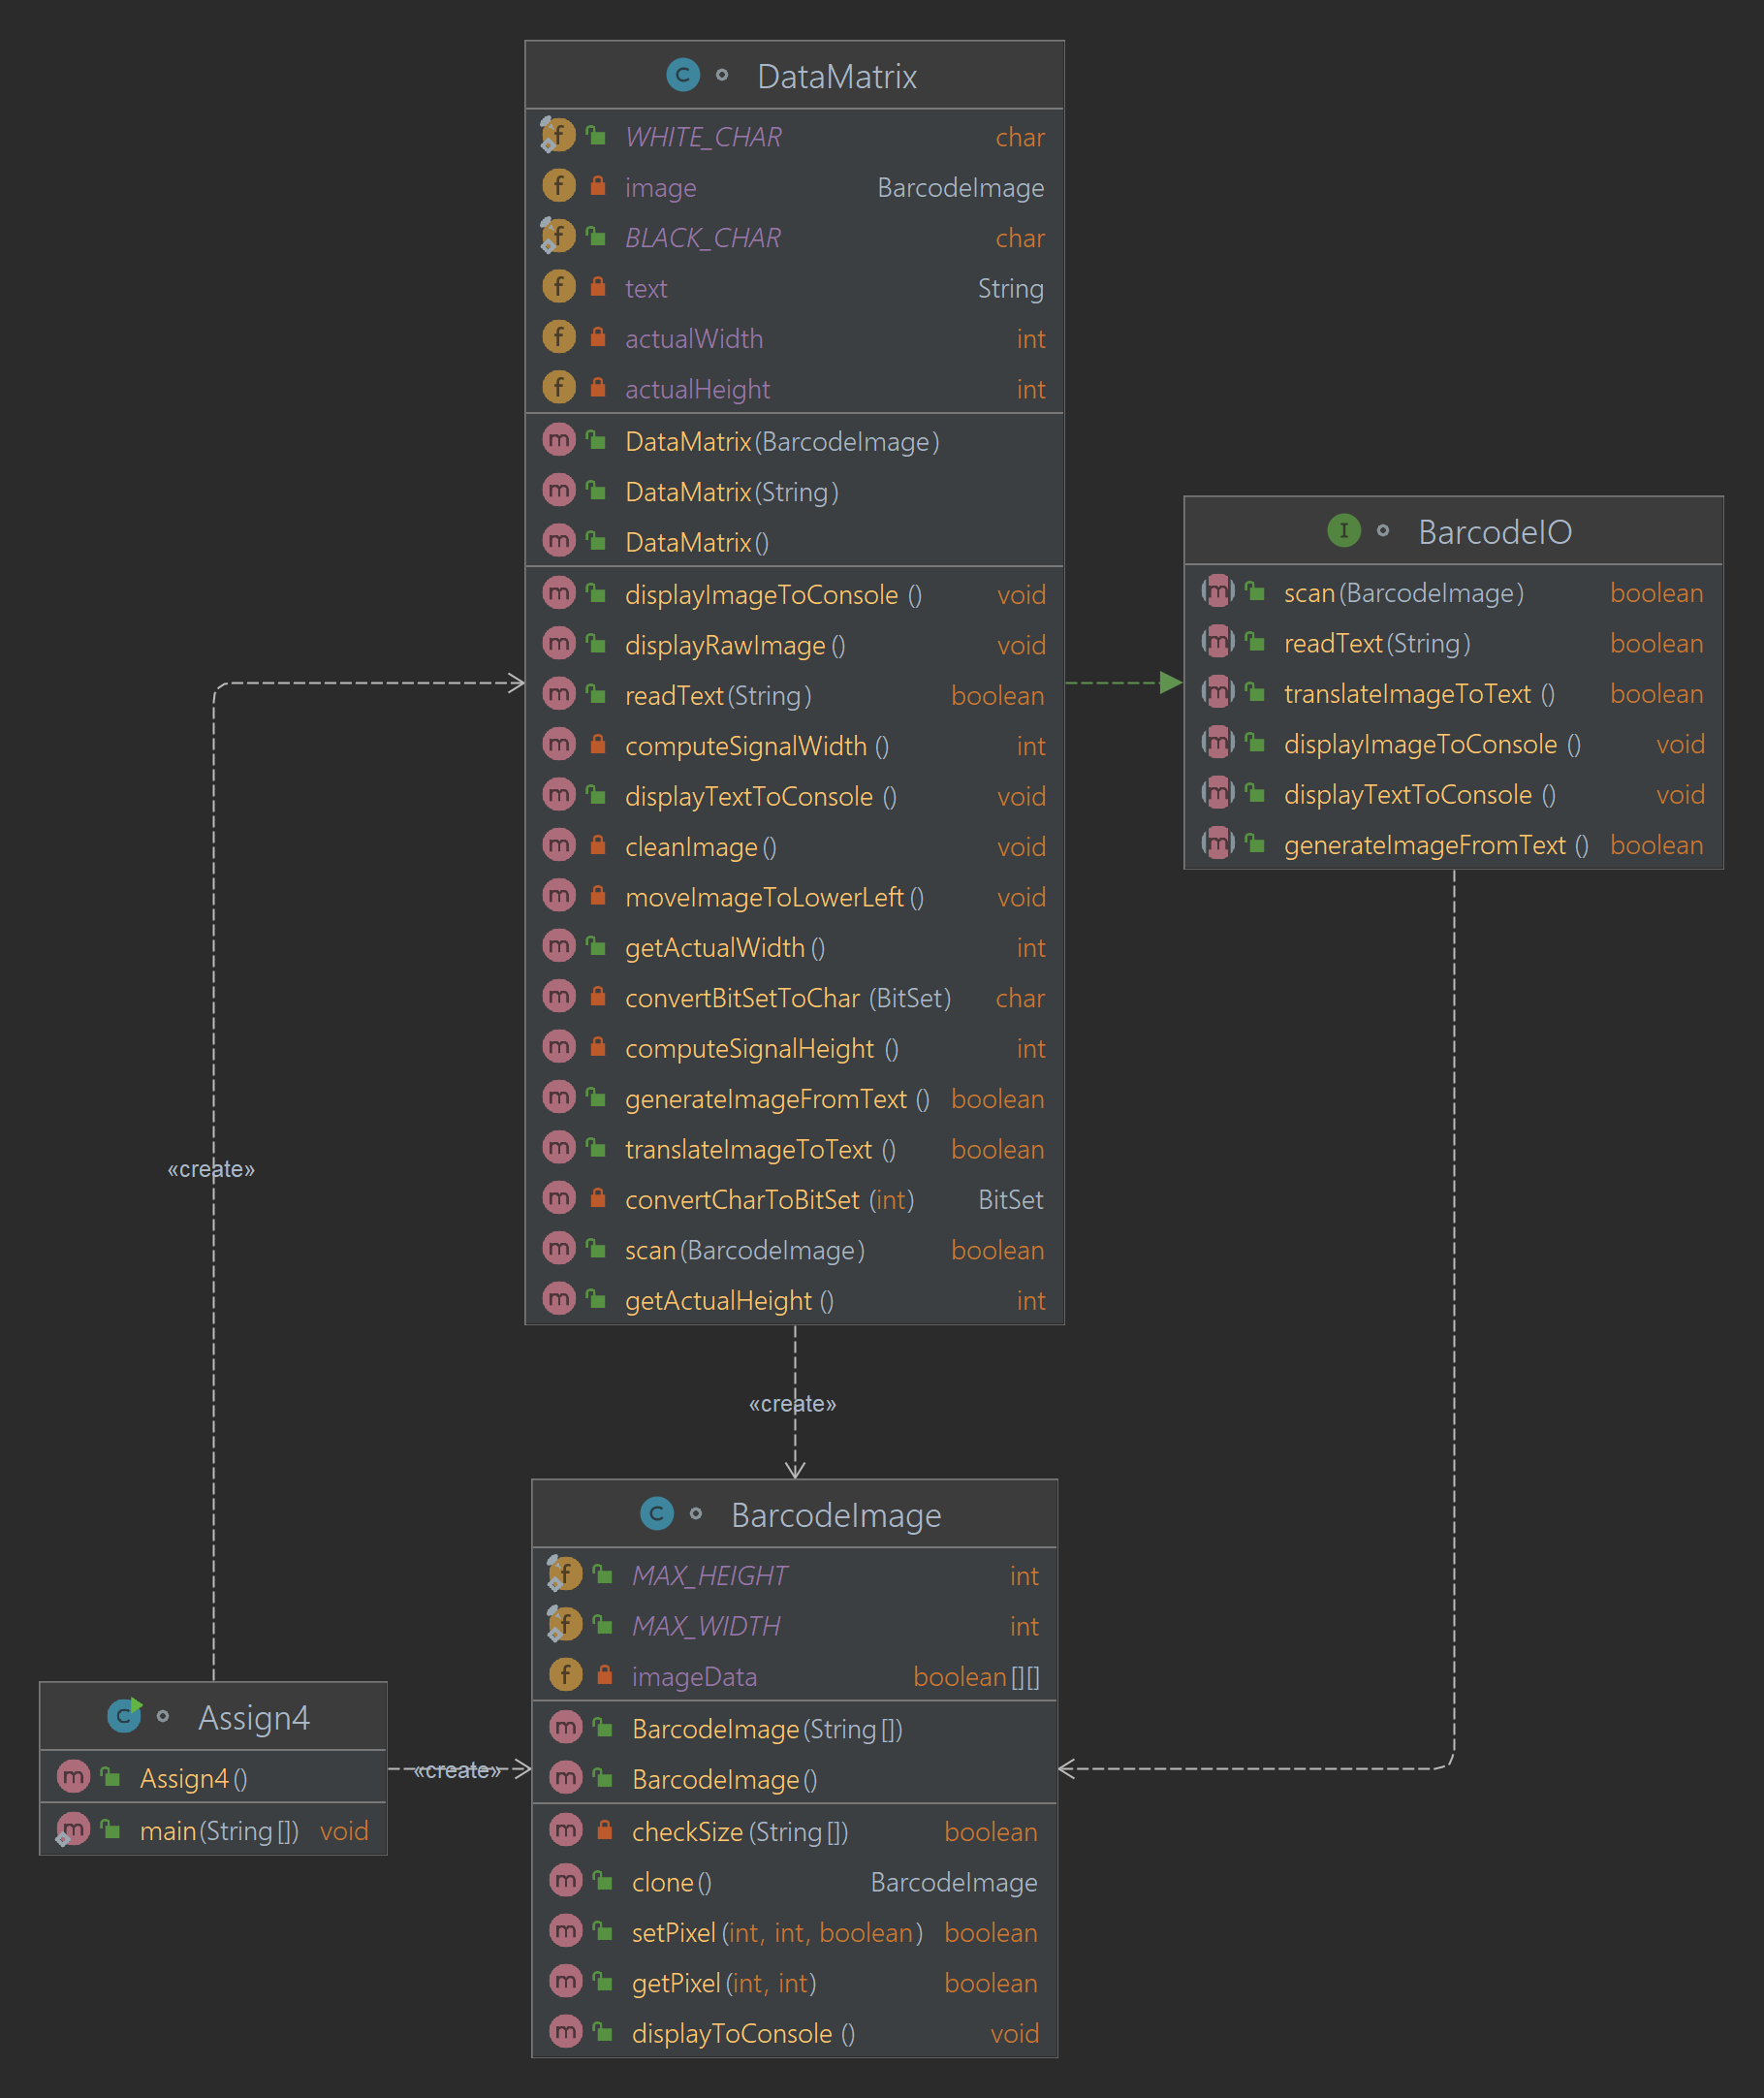 DataMatrix
WHITE_CHAR char
image BarcodeImage
BLACK_CHAR char
text String
actualWidth int
actualHeight int
DataMatrix(BarcodeImage)
DataMatrix(String)
DataMatrix()
displayImageToConsole () void
displayRawImage () void
readText(String) boolean
computeSignalWidth () int
displayTextToConsole () void
cleanImage() void
moveImageToLowerLeft() void
getActualWidth() int
convertBitSetToChar (BitSet) char
computeSignalHeight () int
generateImageFromText () boolean
translateImageToText () boolean
convertCharToBitSet (int) BitSet
scan(BarcodeImage) boolean
getActualHeight () int
BarcodeIO
scan(BarcodeImage) boolean
readText(String) boolean
translateImageToText () boolean
displayImageToConsole () void
displayTextToConsole () void
generateImageFromText () boolean
«create»
«create»
BarcodeImage
MAX_HEIGHT int
MAX_WIDTH int
imageData boolean[][]
BarcodeImage(String[])
BarcodeImage()
checkSize (String[]) boolean
clone() BarcodeImage
setPixel (int, int, boolean) boolean
getPixel (int, int) boolean
displayToConsole () void
Assign4
Assign4()
main(String[]) void
«create»